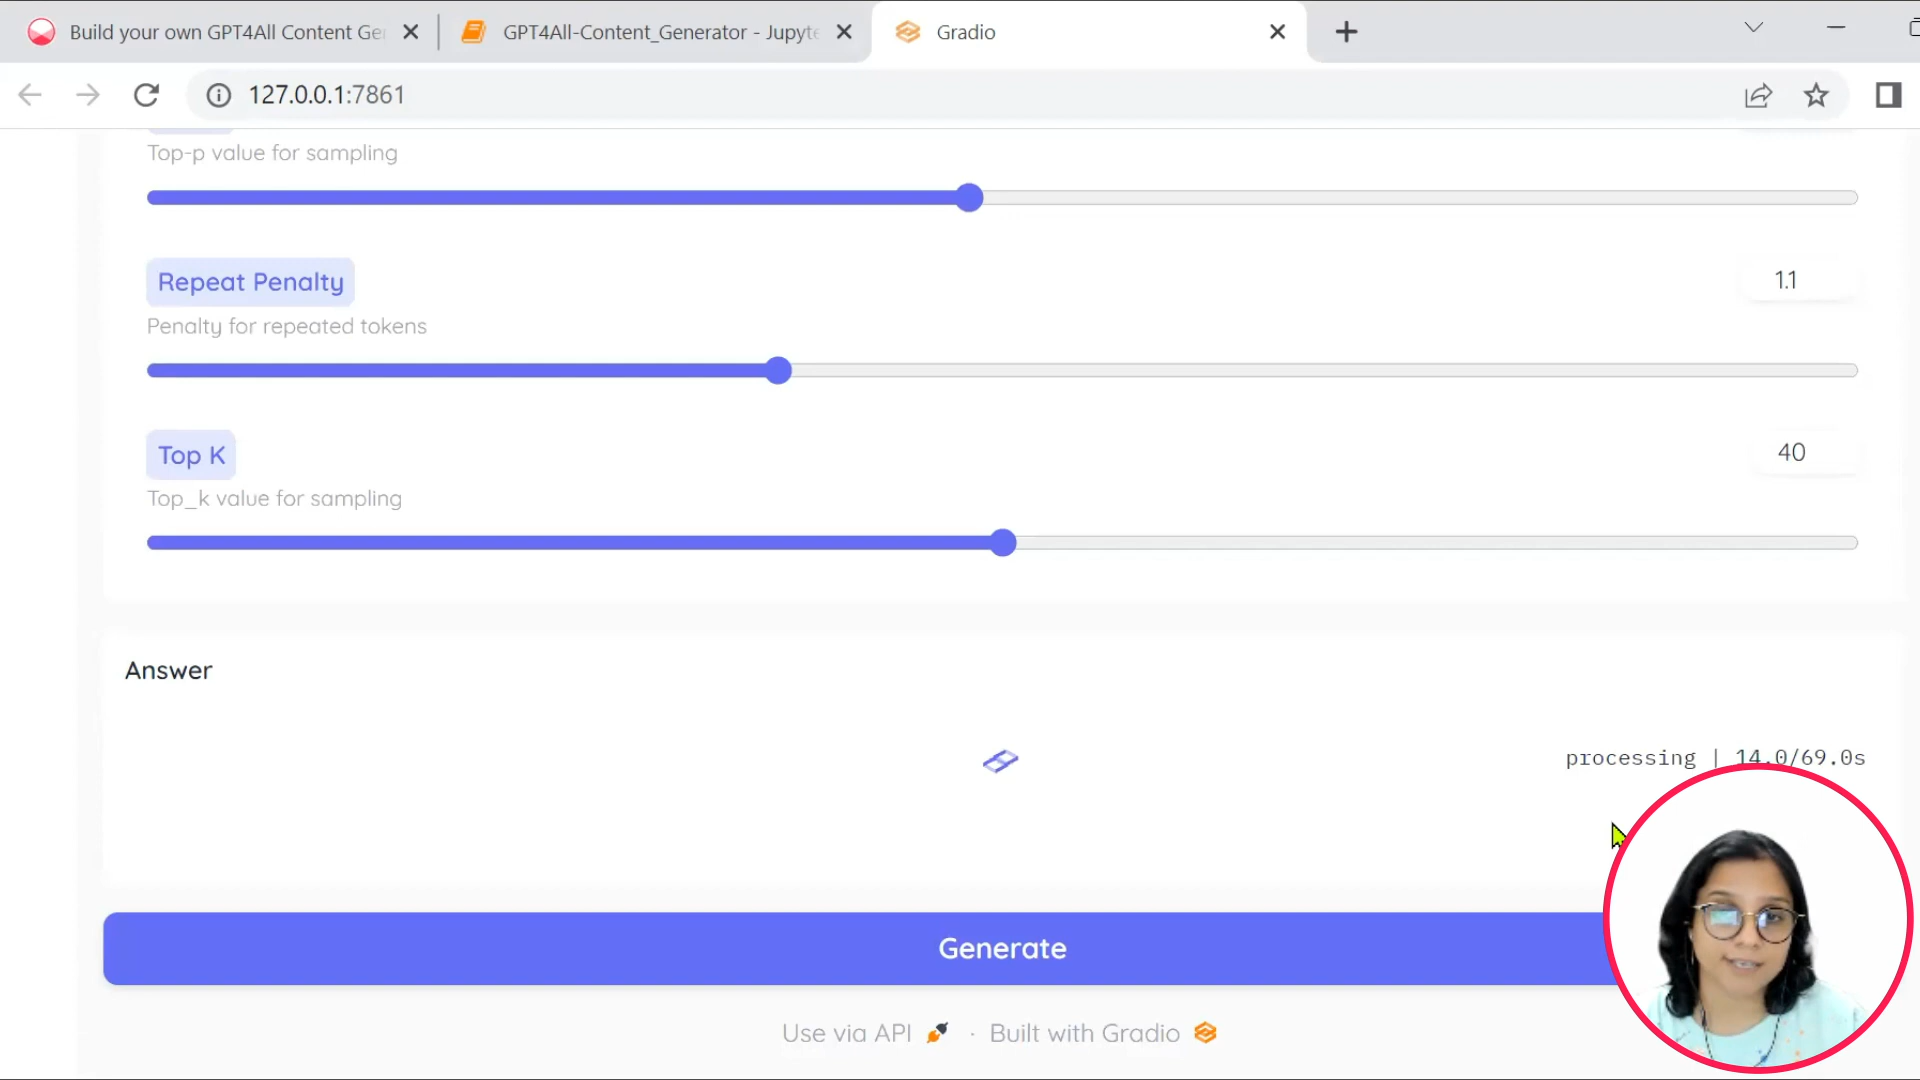 Build your own GPT4All Content Ge
GPT4All-Content_Generator - Jupyte
Gradio
127.0.0.1:7861
Top-p value for sampling
Repeat Penalty
1.1
Penalty for repeated tokens
Top K
40
Top_k value for sampling
Answer
processing | 14.0/69.0s
Generate
Use via API · Built with Gradio